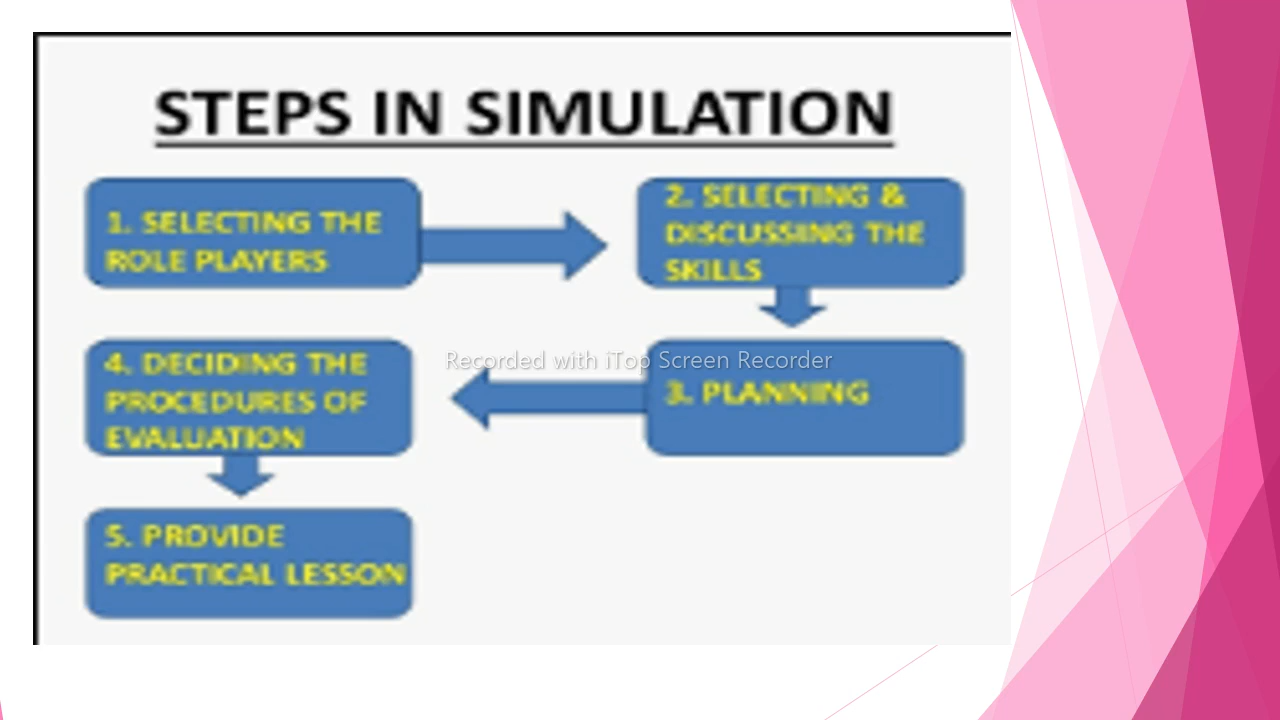 STEPS IN SIMULATION
1. SELECTING THE
ROLE PLAYERS
2. SELECTING &
DISCUSSING THE
SKILLS
3. PLANNING
4. DECIDING THE
PROCEDURES OF
EVALUATION
5. PROVIDE
PRACTICAL LESSON
Recorded with iTop Screen Recorder